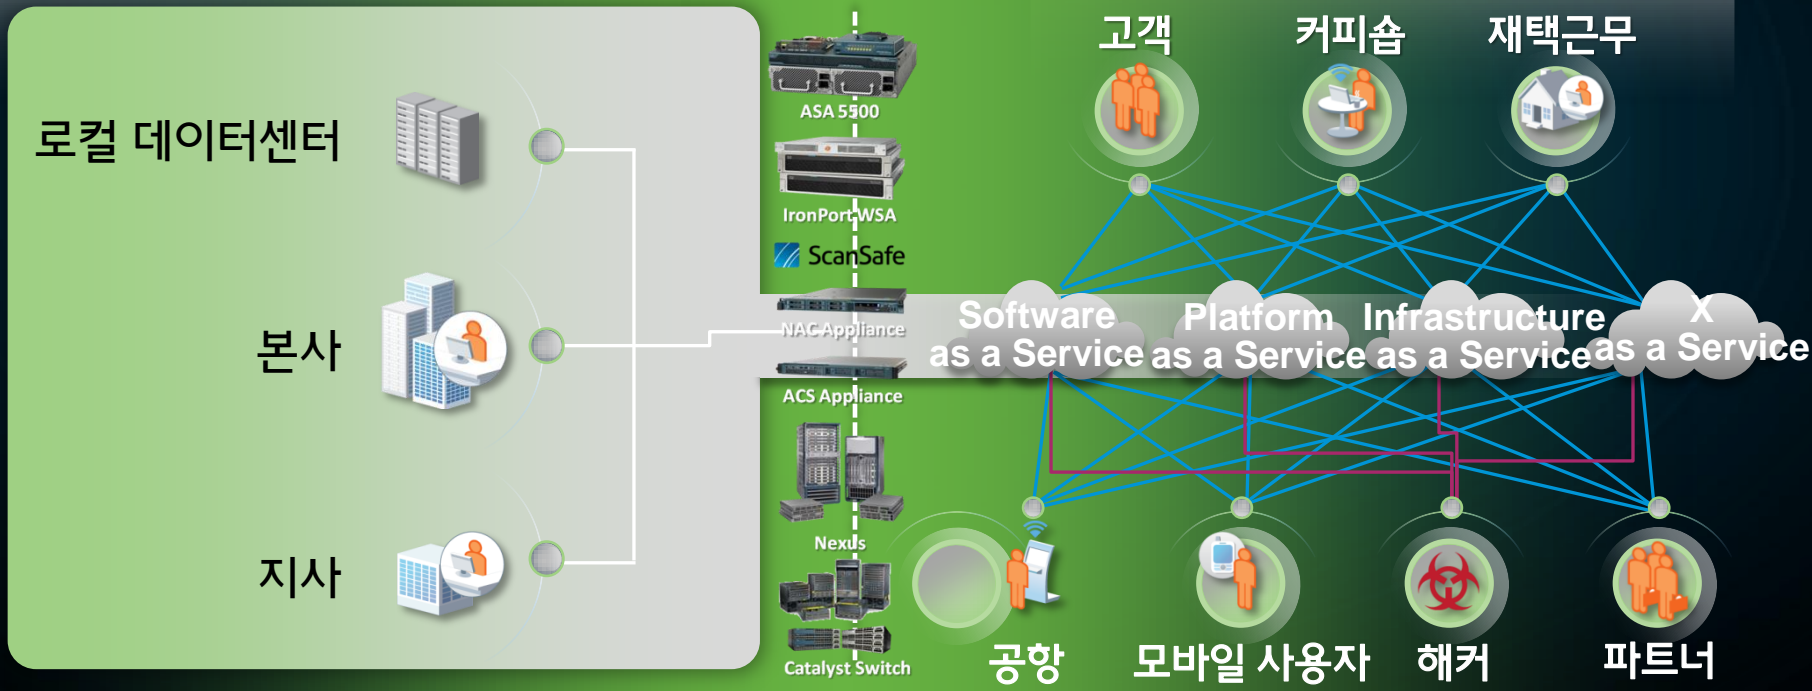 로컬 데이터센터
본사
지사
ASA 5500
IronPort WSA
ScanSafe
NAC Appliance
ACS Appliance
Nexus
Catalyst Switch
고객
커피숍
재택근무
Software
as a Service
Platform
as a Service
Infrastructure
as a Service
X
as a Service
공항
모바일 사용자
해커
파트너